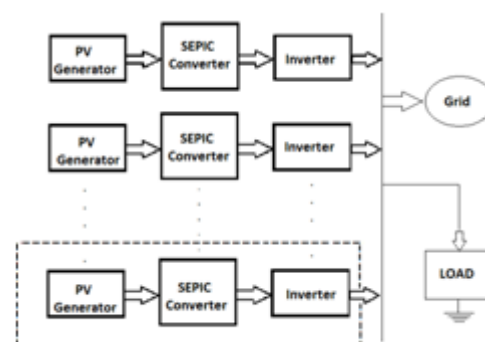 PV
Generator
SEPIC
Converter
Inverter
Grid
PV
Generator
SEPIC
Converter
Inverter
PV
Generator
SEPIC
Converter
Inverter
LOAD